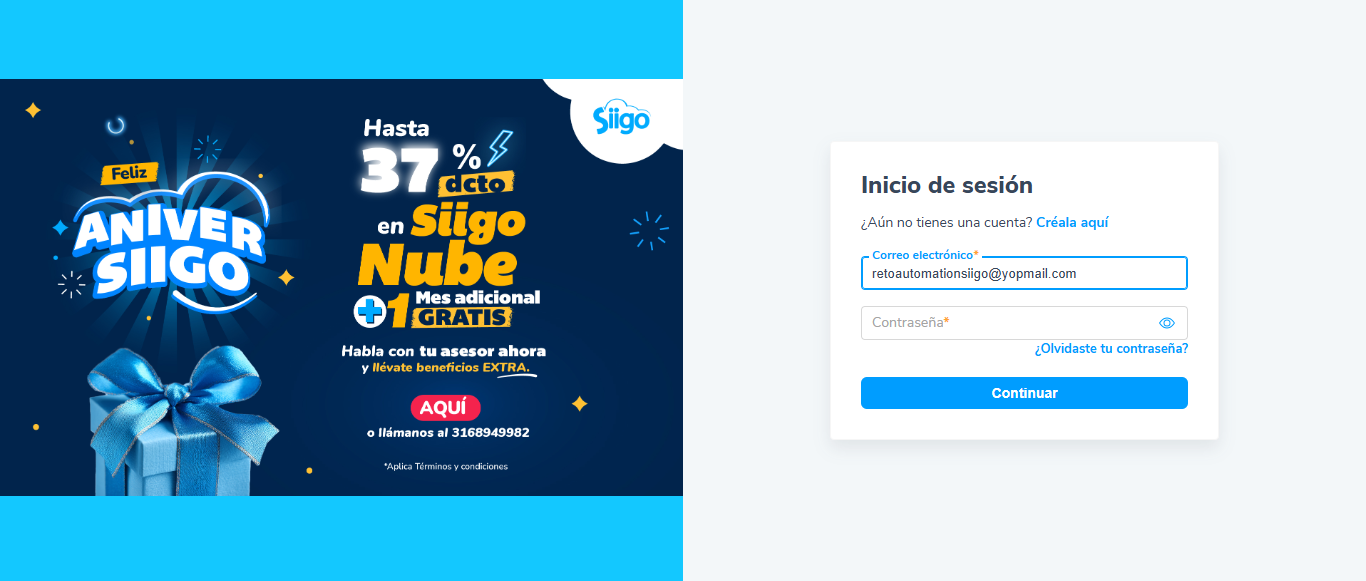 Siigo
Feliz
ANIVER
SIIGO
Hasta
37 %
dcto
en Siigo
Nube
+1 Mes adicional
GRATIS
Habla con tu asesor ahora
y llévate beneficios EXTRA.
AQUÍ
o llámanos al 3168949982
*Aplica Términos y condiciones
Inicio de sesión
¿Aún no tienes una cuenta? Créala aquí
Correo electrónico*
retoautomationsiigo@yopmail.com
Contraseña*
¿Olvidaste tu contraseña?
Continuar